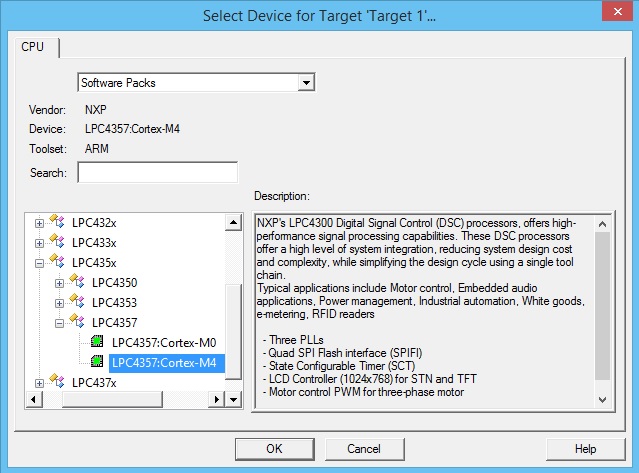 Select Device for Target 'Target 1'...
CPU
Software Packs
Vendor: NXP
Device: LPC4357:Cortex-M4
Toolset: ARM
Search:
Description:
LPC432x
LPC433x
LPC435x
LPC4350
LPC4353
LPC4357
LPC4357:Cortex-M0
LPC4357:Cortex-M4
LPC437x
NXP's LPC4300 Digital Signal Control (DSC) processors, offers high-
performance signal processing capabilities. These DSC processors
offer a high level of system integration, reducing system design cost
and complexity, while simplifying the design cycle using a single tool
chain.
Typical applications include Motor control, Embedded audio
applications, Power management, Industrial automation, White goods,
e-metering, RFID readers
- Three PLLs
- Quad SPI Flash interface (SPIFI)
- State Configurable Timer (SCT)
- LCD Controller (1024x768) for STN and TFT
- Motor control PWM for three-phase motor
OK
Cancel
Help